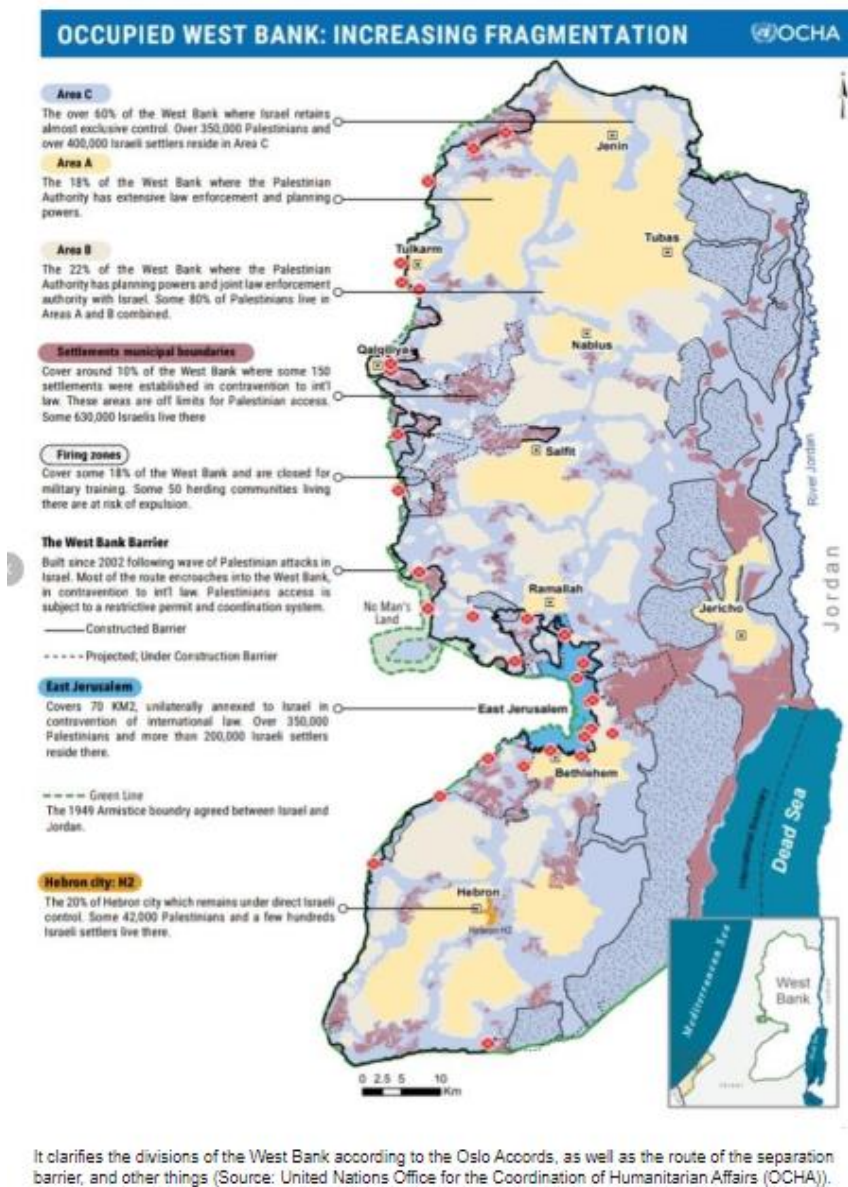 OCCUPIED WEST BANK: INCREASING FRAGMENTATION
OCHA
Area C
The over 60% of the West Bank where Israel retains
almost exclusive control. Over 350,000 Palestinians and
over 400,000 Israeli settlers reside in Area C
Area A
The 18% of the West Bank where the Palestinian
Authority has extensive law enforcement and planning
powers.
Area B
The 22% of the West Bank where the Palestinian
Authority has planning powers and joint law enforcement
authority with Israel. Some 80% of Palestinians live in
Areas A and B combined.
Settlements municipal boundaries
Cover around 10% of the West Bank where some 150
settlements were established in contravention to int'l
law. These areas are off limits for Palestinian access.
Some 630,000 Israelis live there
Firing zones
Cover some 18% of the West Bank and are closed for
military training. Some 50 herding communities living
there are at risk of expulsion.
The West Bank Barrier
Built since 2002 following wave of Palestinian attacks in
Israel. Most of the route encroaches into the West Bank,
in contravention to int'l law. Palestinians access is
subject to a restrictive permit and coordination system.
Constructed Barrier
Projected; Under Construction Barrier
East Jerusalem
Covers 70 KM2, unilaterally annexed to Israel in
contravention of international law. Over 350,000
Palestinians and more than 200,000 Israeli settlers
reside there.
Green Line
The 1949 Armistice boundry agreed between Israel and
Jordan.
Hebron city: H2
The 20% of Hebron city which remains under direct Israeli
control. Some 42,000 Palestinians and a few hundreds
Israeli settlers live there.
Jenin
Tubas
Tulkarm
Nablus
Qalqiliya
Salfit
River Jordan
Jordan
Ramallah
No Man's
Land
Jericho
East Jerusalem
Bethlehem
International Boundary
Dead Sea
Hebron
Hebron H2
Mediterranean Sea
West
Bank
0 2.5 5 10
Km
It clarifies the divisions of the West Bank according to the Oslo Accords, as well as the route of the separation
barrier, and other things (Source: United Nations Office for the Coordination of Humanitarian Affairs (OCHA)).